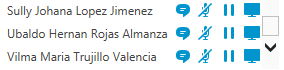 Sully Johana Lopez Jimenez
Ubaldo Hernan Rojas Almanza
Vilma Maria Trujillo Valencia